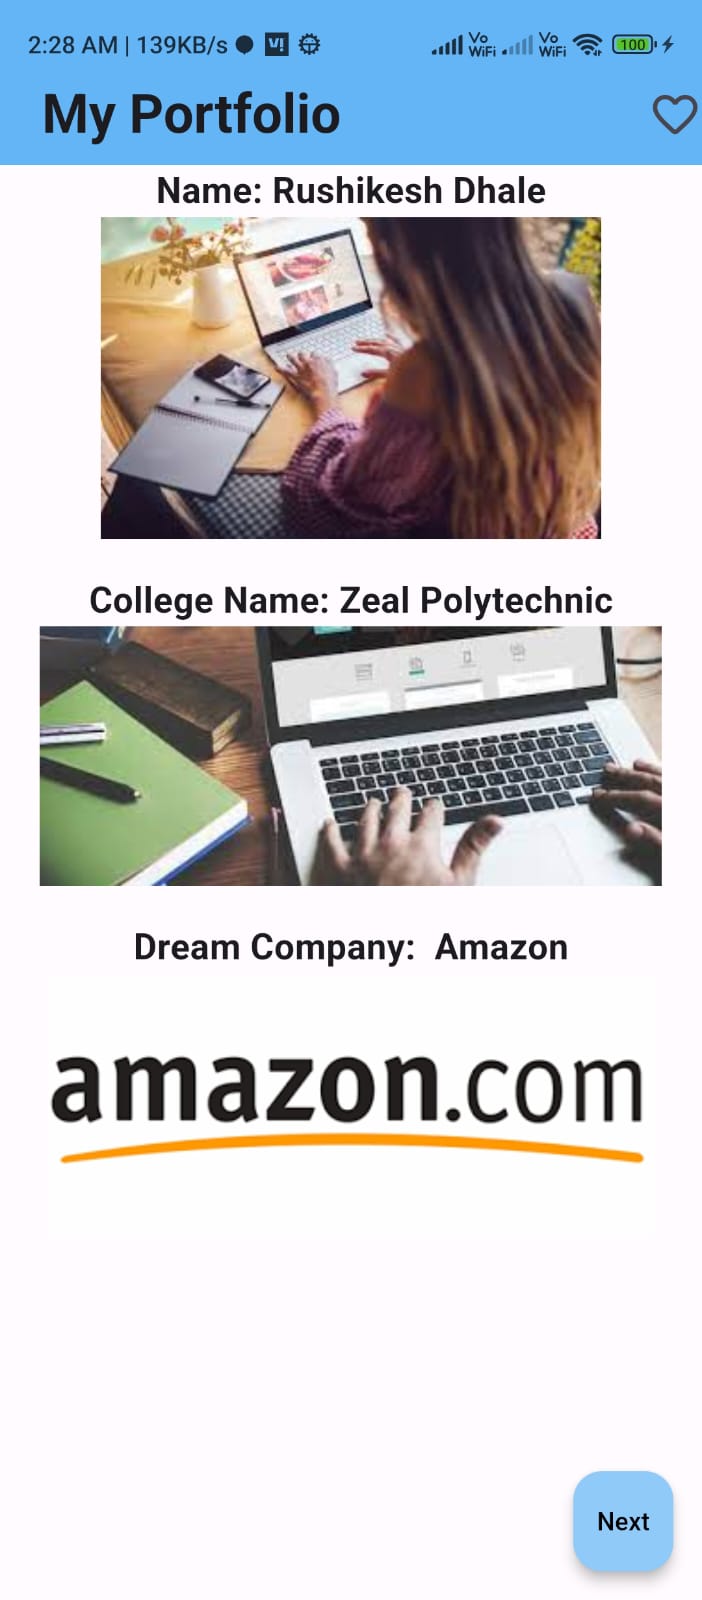 2:28 AM | 139KB/s
Vo
WiFi
Vo
WiFi
100
My Portfolio
Name: Rushikesh Dhale
College Name: Zeal Polytechnic
Dream Company:  Amazon
amazon.com
Next